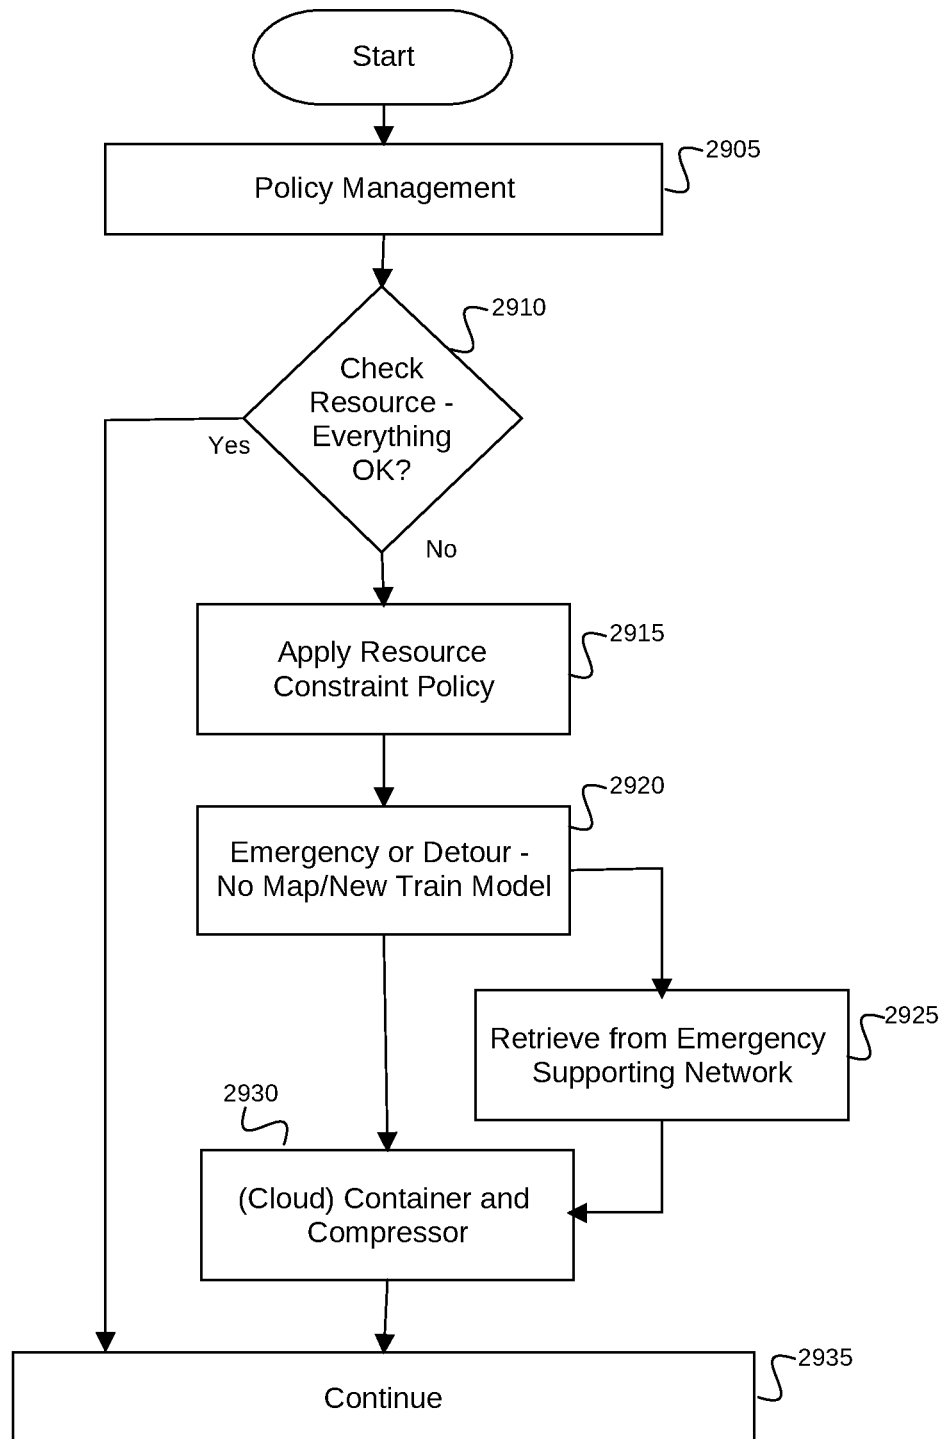 Start
2905
Policy Management
2910
Check
Resource -
Everything
OK?
Yes
No
2915
Apply Resource
Constraint Policy
2920
Emergency or Detour -
No Map/New Train Model
2925
Retrieve from Emergency
Supporting Network
2930
(Cloud) Container and
Compressor
2935
Continue